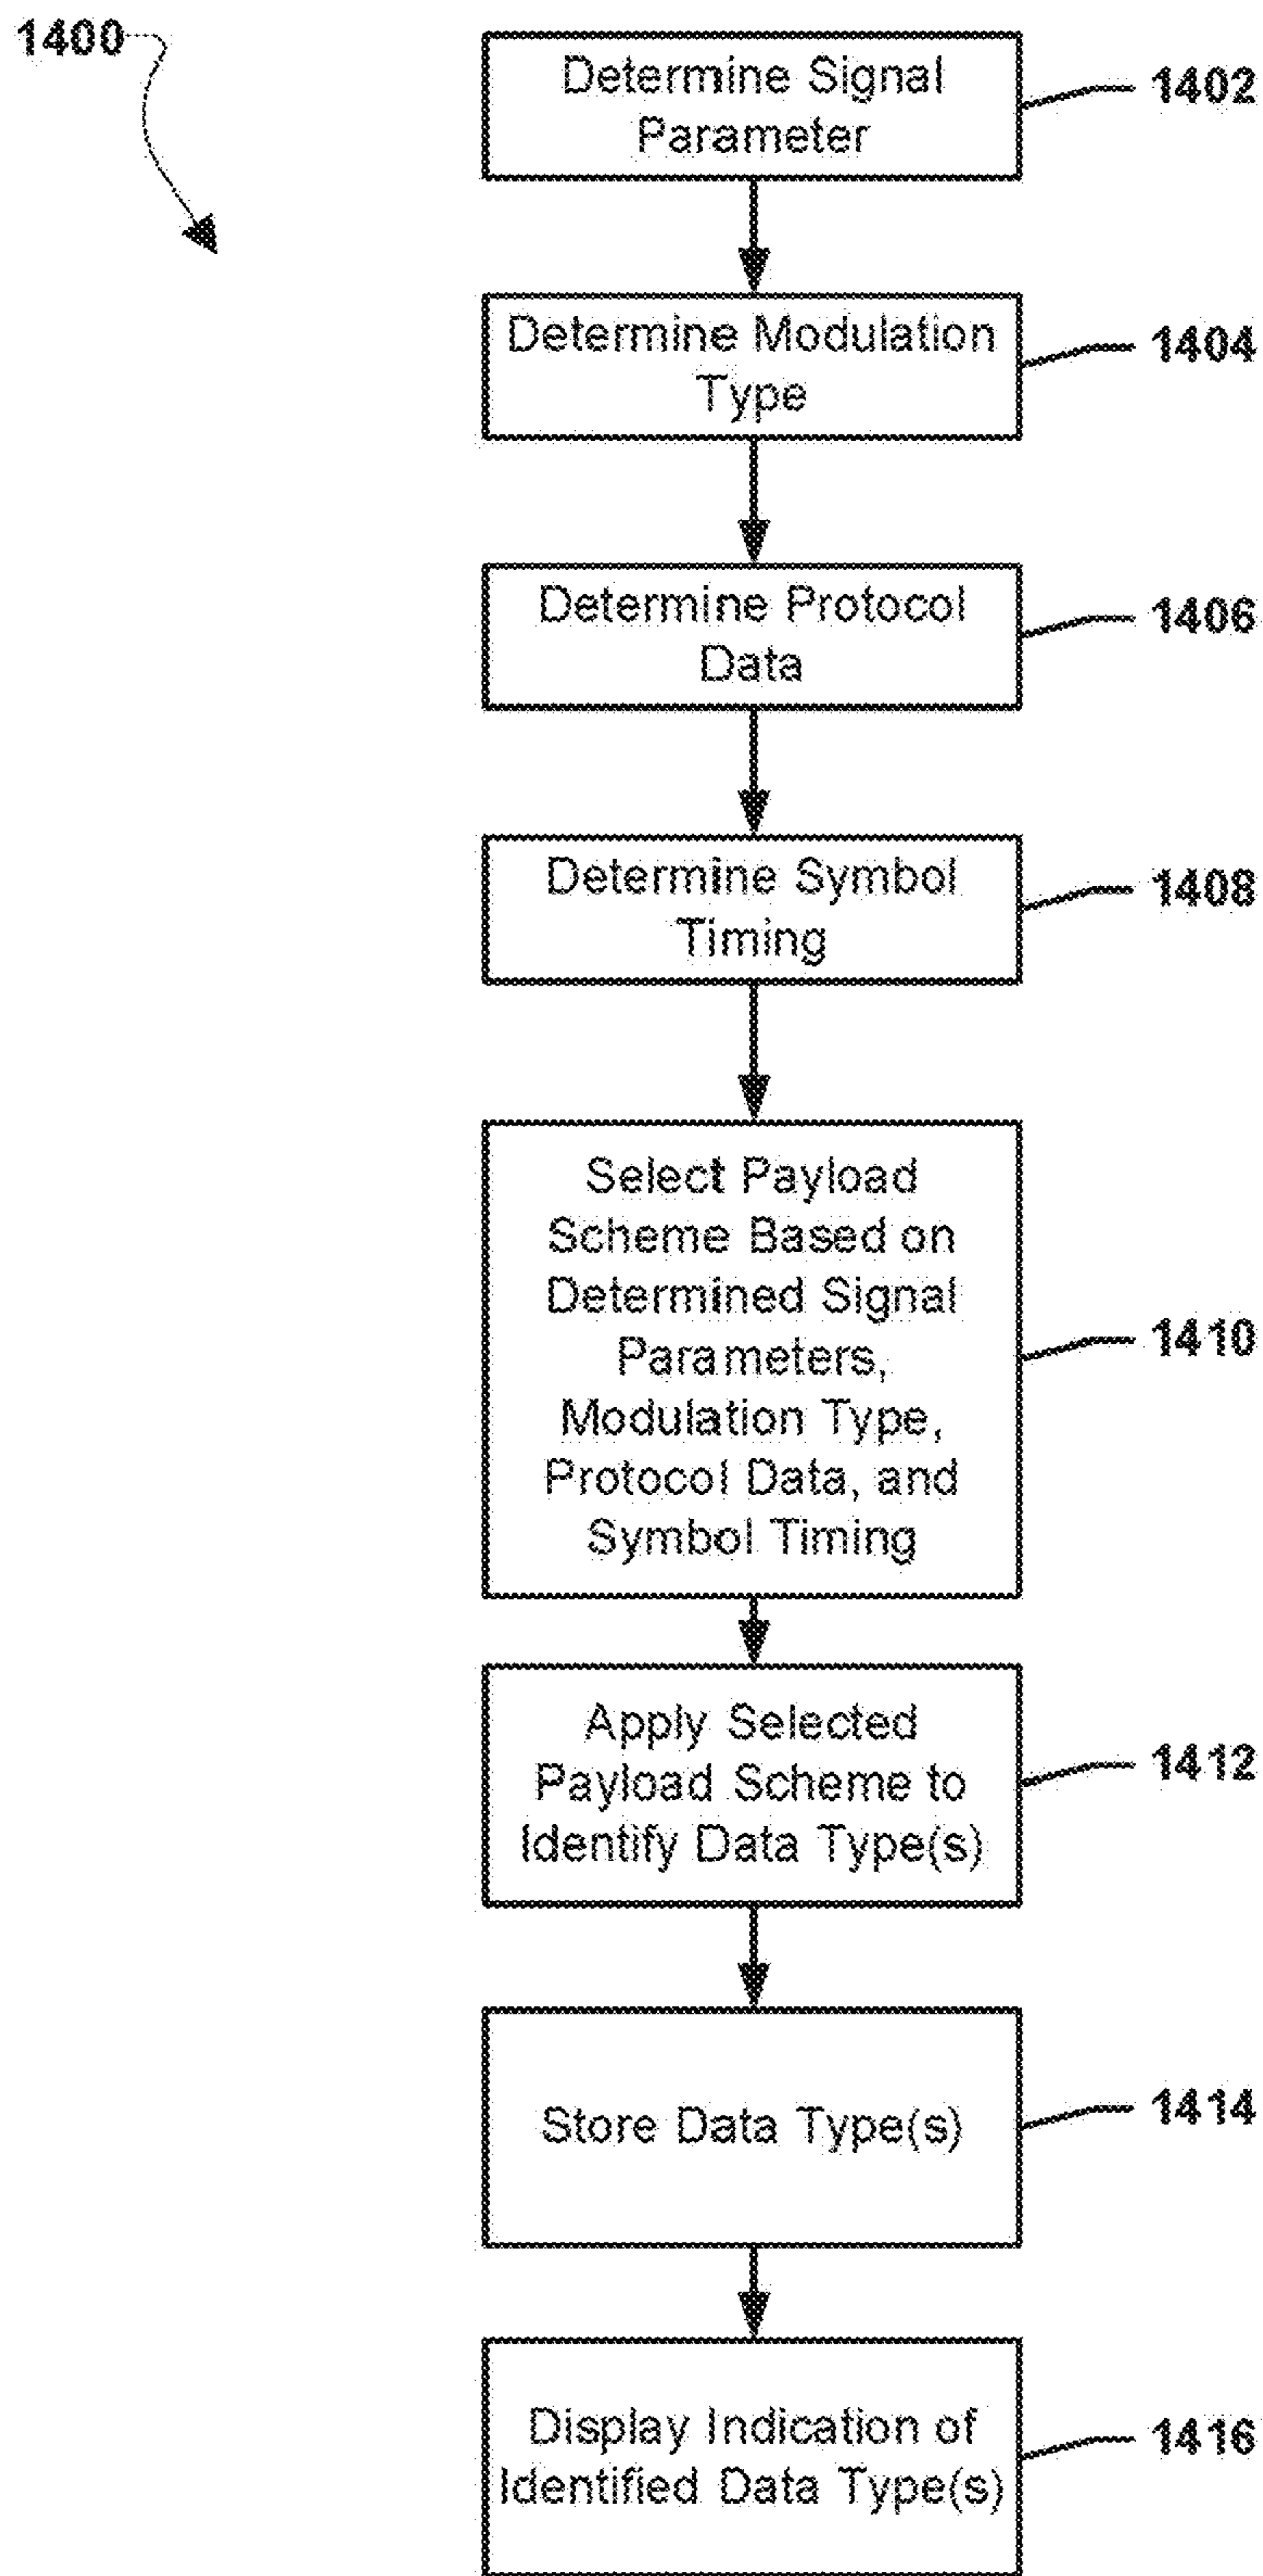 1400
Determine Signal
Parameter
1402
Determine Modulation
Type
1404
Determine Protocol
Data
1406
Determine Symbol
Timing
1408
Select Payload
Scheme Based on
Determined Signal
Parameters,
Modulation Type,
Protocol Data, and
Symbol Timing
1410
Apply Selected
Payload Scheme to
Identify Data Type(s)
1412
Store Data Type(s)
1414
Display Indication of
Identified Data Type(s)
1416